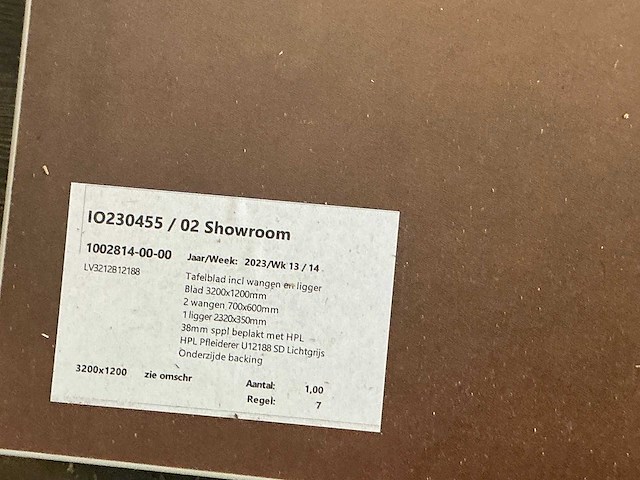 IO230455 / 02 Showroom
1002814-00-00 Jaar/Week: 2023/Wk 13 / 14
LV3212812188
Tafelblad incl wangen en ligger
Blad 3200x1200mm
2 wangen 700x600mm
1 ligger 2320x350mm
38mm sppl beplakt met HPL
HPL Pfleiderer U12188 SD Lichtgrijs
Onderzijde backing
3200x1200 zie omschr
Aantal: 1,00
Regel: 7